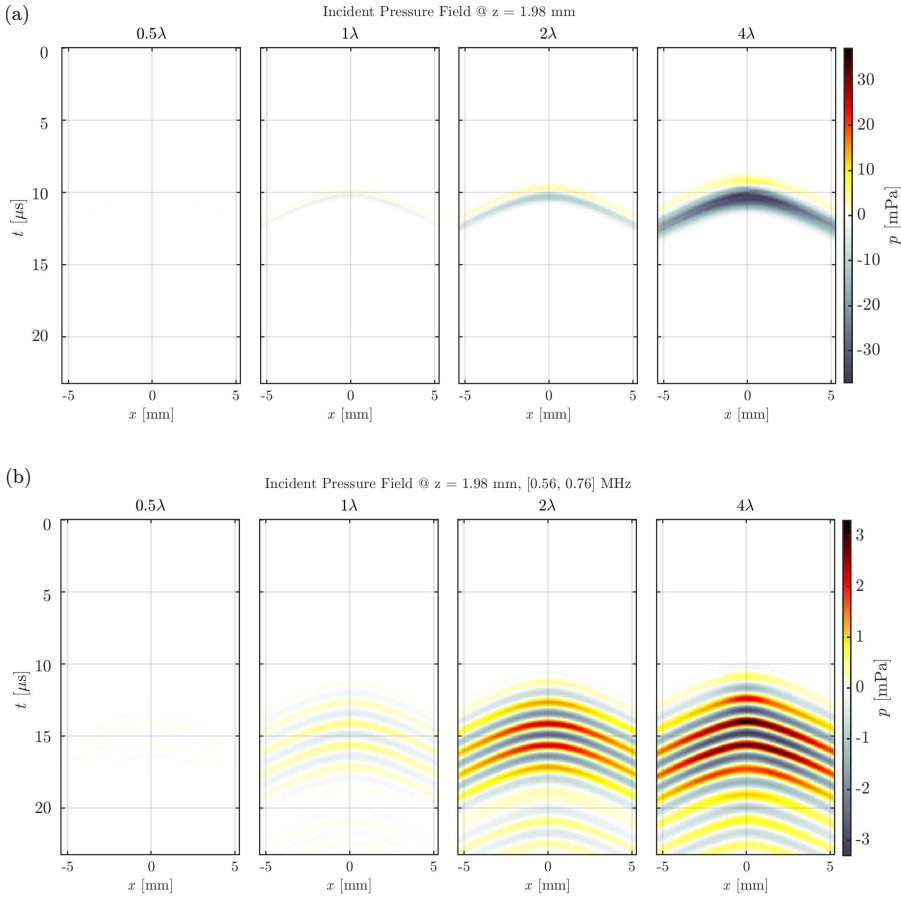 (a)
Incident Pressure Field @ z = 1.98 mm
0.5λ 1λ 2λ 4λ
0
5
10
15
20
t [μs]
-5 0 5 -5 0 5 -5 0 5 -5 0 5
x [mm] x [mm] x [mm] x [mm]
30
20
10
0
-10
-20
-30
p [mPa]
(b)
Incident Pressure Field @ z = 1.98 mm, [0.56, 0.76] MHz
0.5λ 1λ 2λ 4λ
0
5
10
15
20
t [μs]
-5 0 5 -5 0 5 -5 0 5 -5 0 5
x [mm] x [mm] x [mm] x [mm]
3
2
1
0
-1
-2
-3
p [mPa]